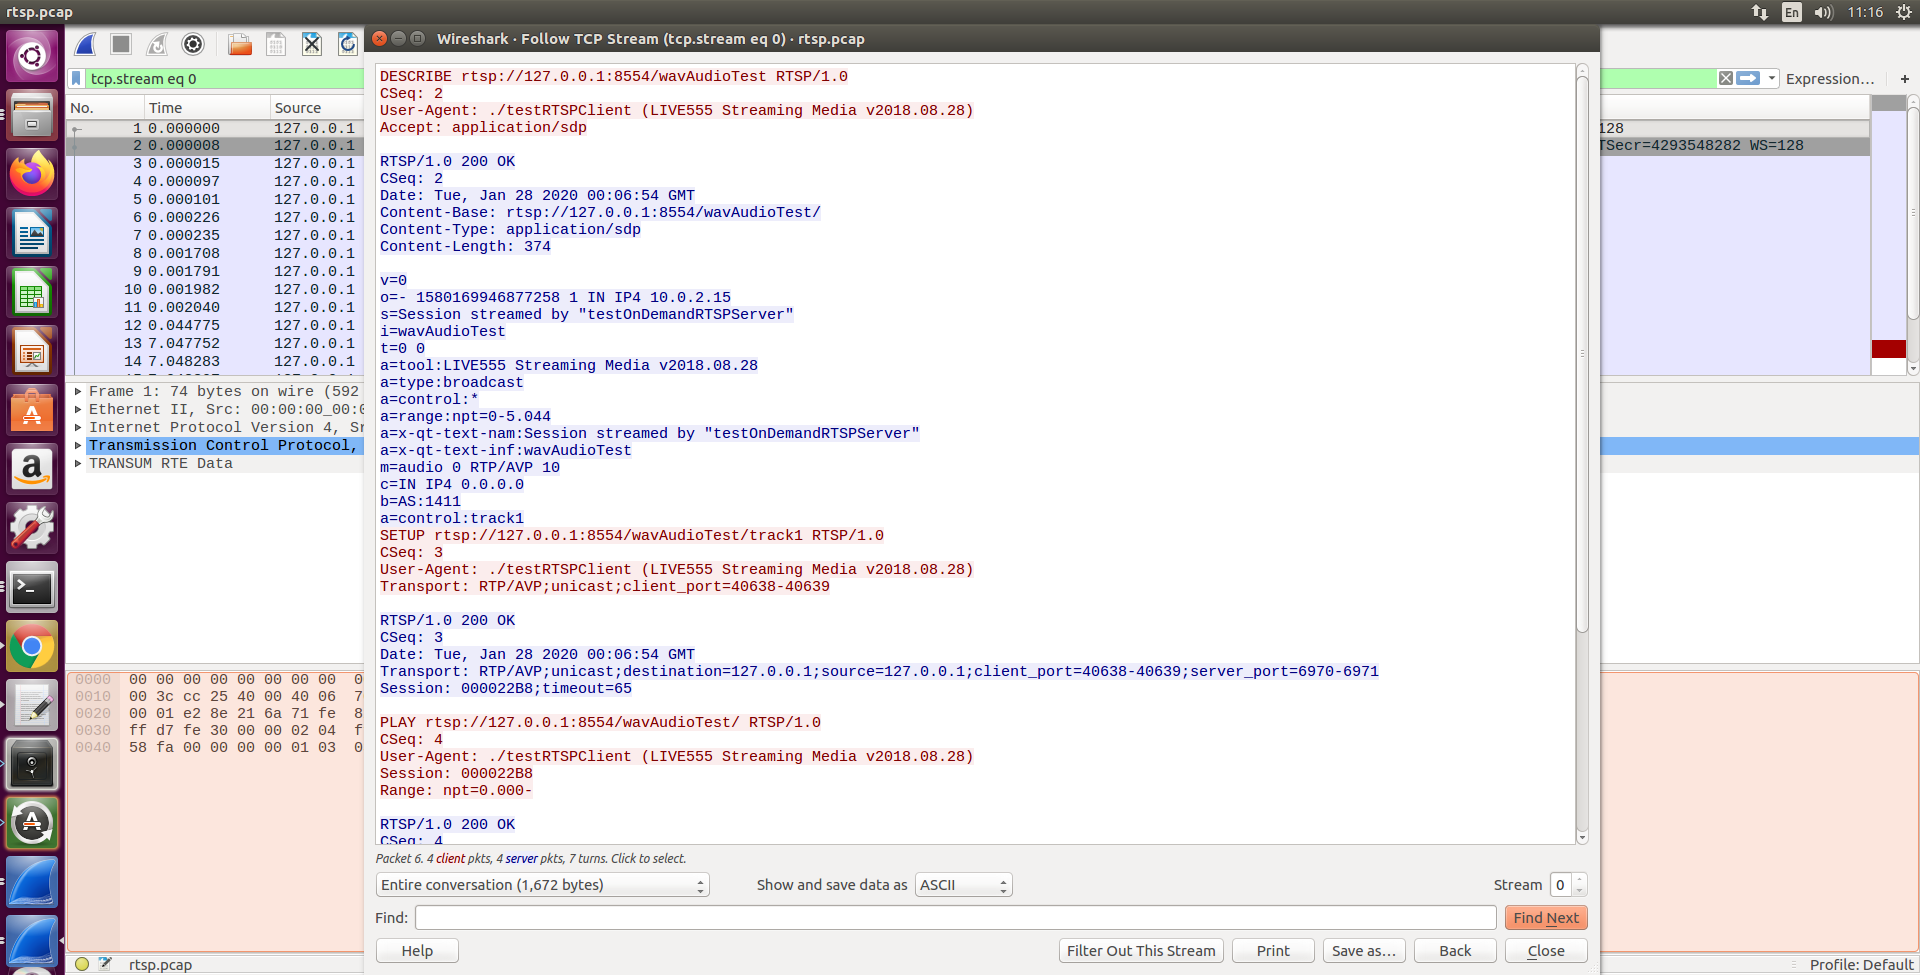 rtsp.pcap
En
11:16
Wireshark · Follow TCP Stream (tcp.stream eq 0) · rtsp.pcap
tcp.stream eq 0
Expression…
+
No. Time Source
1 0.000000 127.0.0.1
128
2 0.000008 127.0.0.1
TSecr=4293548282 WS=128
3 0.000015 127.0.0.1
4 0.000097 127.0.0.1
5 0.000101 127.0.0.1
6 0.000226 127.0.0.1
7 0.000235 127.0.0.1
8 0.001708 127.0.0.1
9 0.001791 127.0.0.1
10 0.001982 127.0.0.1
11 0.002040 127.0.0.1
12 0.044775 127.0.0.1
13 7.047752 127.0.0.1
14 7.048283 127.0.0.1
Frame 1: 74 bytes on wire (592
Ethernet II, Src: 00:00:00_00:0
Internet Protocol Version 4, Sr
Transmission Control Protocol,
TRANSUM RTE Data
0000 00 00 00 00 00 00 00 00 0
0010 00 3c cc 25 40 00 40 06 7
0020 00 01 e2 8e 21 6a 71 fe 8
0030 ff d7 fe 30 00 00 02 04 f
0040 58 fa 00 00 00 00 01 03 0
DESCRIBE rtsp://127.0.0.1:8554/wavAudioTest RTSP/1.0
CSeq: 2
User-Agent: ./testRTSPClient (LIVE555 Streaming Media v2018.08.28)
Accept: application/sdp
RTSP/1.0 200 OK
CSeq: 2
Date: Tue, Jan 28 2020 00:06:54 GMT
Content-Base: rtsp://127.0.0.1:8554/wavAudioTest/
Content-Type: application/sdp
Content-Length: 374
v=0
o=- 1580169946877258 1 IN IP4 10.0.2.15
s=Session streamed by "testOnDemandRTSPServer"
i=wavAudioTest
t=0 0
a=tool:LIVE555 Streaming Media v2018.08.28
a=type:broadcast
a=control:*
a=range:npt=0-5.044
a=x-qt-text-nam:Session streamed by "testOnDemandRTSPServer"
a=x-qt-text-inf:wavAudioTest
m=audio 0 RTP/AVP 10
c=IN IP4 0.0.0.0
b=AS:1411
a=control:track1
SETUP rtsp://127.0.0.1:8554/wavAudioTest/track1 RTSP/1.0
CSeq: 3
User-Agent: ./testRTSPClient (LIVE555 Streaming Media v2018.08.28)
Transport: RTP/AVP;unicast;client_port=40638-40639
RTSP/1.0 200 OK
CSeq: 3
Date: Tue, Jan 28 2020 00:06:54 GMT
Transport: RTP/AVP;unicast;destination=127.0.0.1;source=127.0.0.1;client_port=40638-40639;server_port=6970-6971
Session: 000022B8;timeout=65
PLAY rtsp://127.0.0.1:8554/wavAudioTest/ RTSP/1.0
CSeq: 4
User-Agent: ./testRTSPClient (LIVE555 Streaming Media v2018.08.28)
Session: 000022B8
Range: npt=0.000-
RTSP/1.0 200 OK
CSeq: 4
Packet 6. 4 client pkts, 4 server pkts, 7 turns. Click to select.
Entire conversation (1,672 bytes)
Show and save data as ASCII
Stream 0
Find:
Find Next
Help
Filter Out This Stream
Print
Save as…
Back
Close
rtsp.pcap
Profile: Default